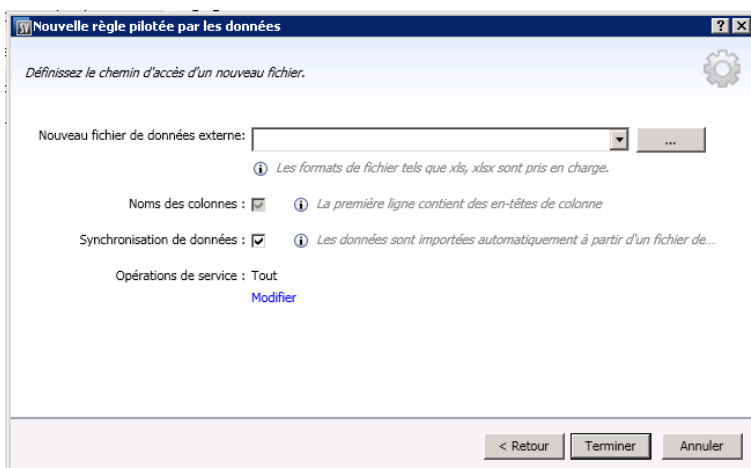 SV Nouvelle règle pilotée par les données
Définissez le chemin d'accès d'un nouveau fichier.
Nouveau fichier de données externe:
...
Les formats de fichier tels que xls, xlsx sont pris en charge.
Noms des colonnes : La première ligne contient des en-têtes de colonne
Synchronisation de données : Les données sont importées automatiquement à partir d'un fichier de...
Opérations de service : Tout
Modifier
< Retour Terminer Annuler